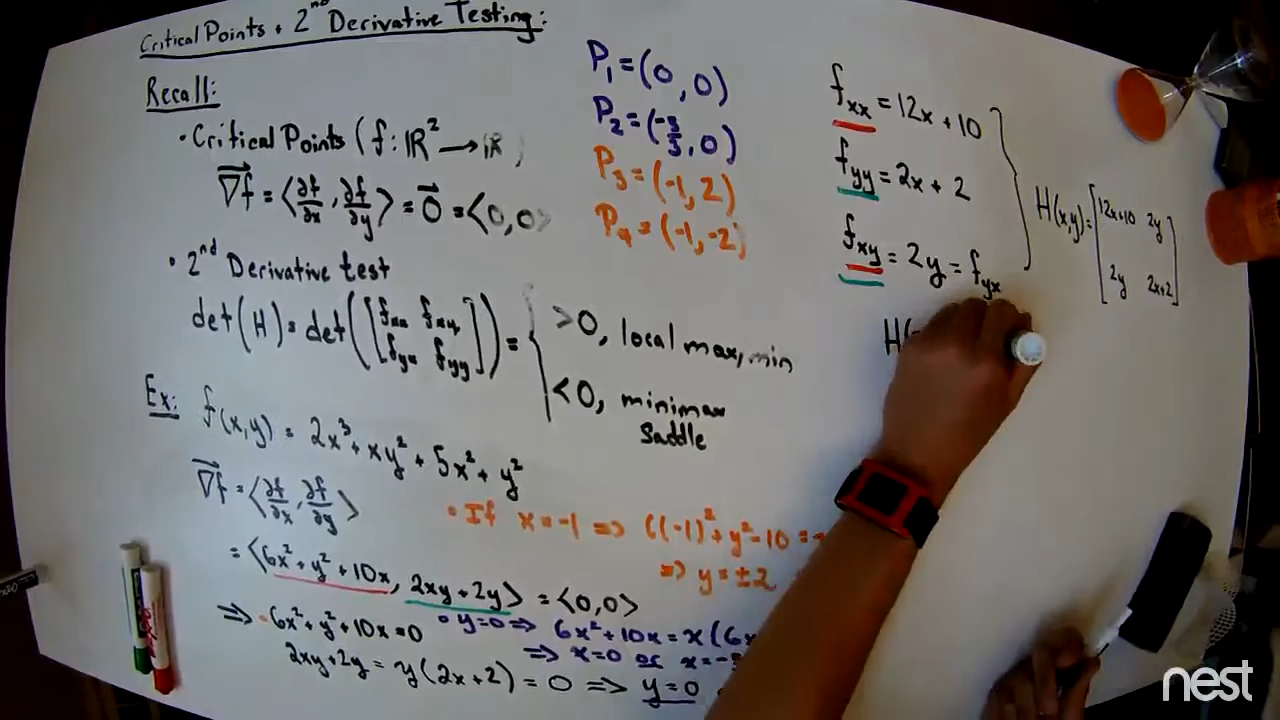 Critical Points + 2nd Derivative Testing:
Recall:
• Critical Points (f: ℝ² → ℝ)
∇f = ⟨∂f/∂x, ∂f/∂y⟩ = 0⃗ = ⟨0,0⟩
• 2nd Derivative test
det(H) = det([fxx fxy
fyx fyy]) = { >0, local max, min
<0, minimax
Saddle
Ex: f(x,y) = 2x³ + xy² + 5x² + y²
∇f = ⟨∂f/∂x, ∂f/∂y⟩
= ⟨6x² + y² + 10x, 2xy + 2y⟩ = ⟨0,0⟩
⇒ 6x² + y² + 10x = 0
2xy + 2y = y(2x+2) = 0 ⇒ y=0
• y=0 ⇒ 6x² + 10x = x(6x
⇒ x=0 or x=-5
• If x = -1 ⇒ 6(-1)² + y² - 10 =
⇒ y = ±2
P1 = (0,0)
P2 = (-5/3, 0)
P3 = (-1, 2)
P4 = (-1, -2)
fxx = 12x + 10
fyy = 2x + 2
fxy = 2y = fyx
H(x,y) = [12x+10 2y
2y 2x+2]
H(
nest